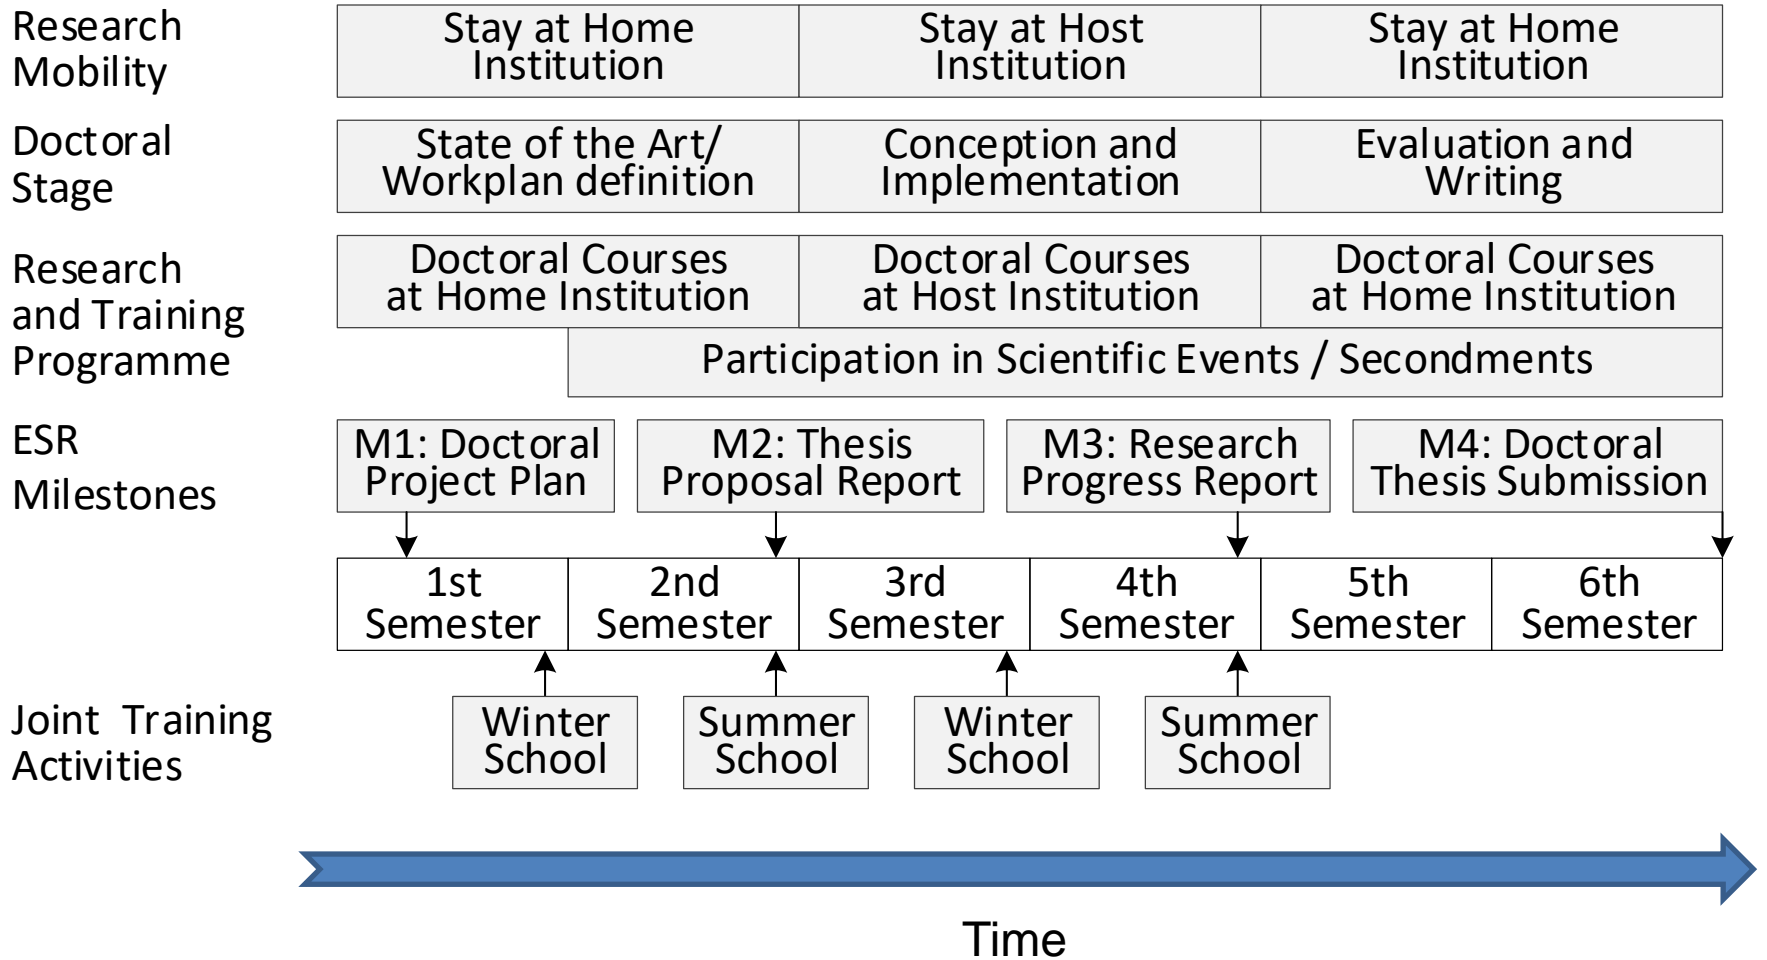 Research
Mobility
Stay at Home
Institution
Stay at Host
Institution
Stay at Home
Institution
Doctoral
Stage
State of the Art/
Workplan definition
Conception and
Implementation
Evaluation and
Writing
Research
and Training
Programme
Doctoral Courses
at Home Institution
Doctoral Courses
at Host Institution
Doctoral Courses
at Home Institution
Participation in Scientific Events / Secondments
ESR
Milestones
M1: Doctoral
Project Plan
M2: Thesis
Proposal Report
M3: Research
Progress Report
M4: Doctoral
Thesis Submission
1st
Semester
2nd
Semester
3rd
Semester
4th
Semester
5th
Semester
6th
Semester
Joint Training
Activities
Winter
School
Summer
School
Winter
School
Summer
School
Time